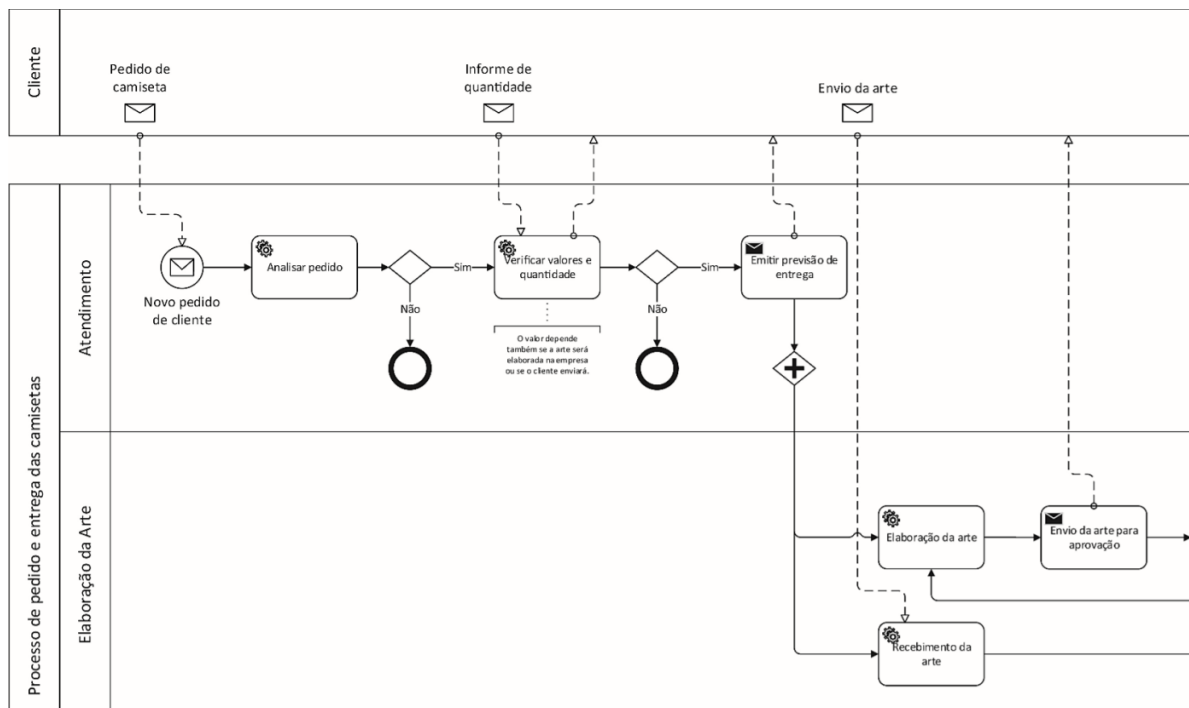 Cliente
Pedido de
camiseta
Informe de
quantidade
Envio da arte
Processo de pedido e entrega das camisetas
Atendimento
Novo pedido
de cliente
Analisar pedido
Sim
Não
Verificar valores e
quantidade
O valor depende
também se a arte será
elaborada na empresa
ou se o cliente enviará.
Sim
Não
Emitir previsão de
entrega
Elaboração da Arte
Elaboração da arte
Envio da arte para
aprovação
Recebimento da
arte